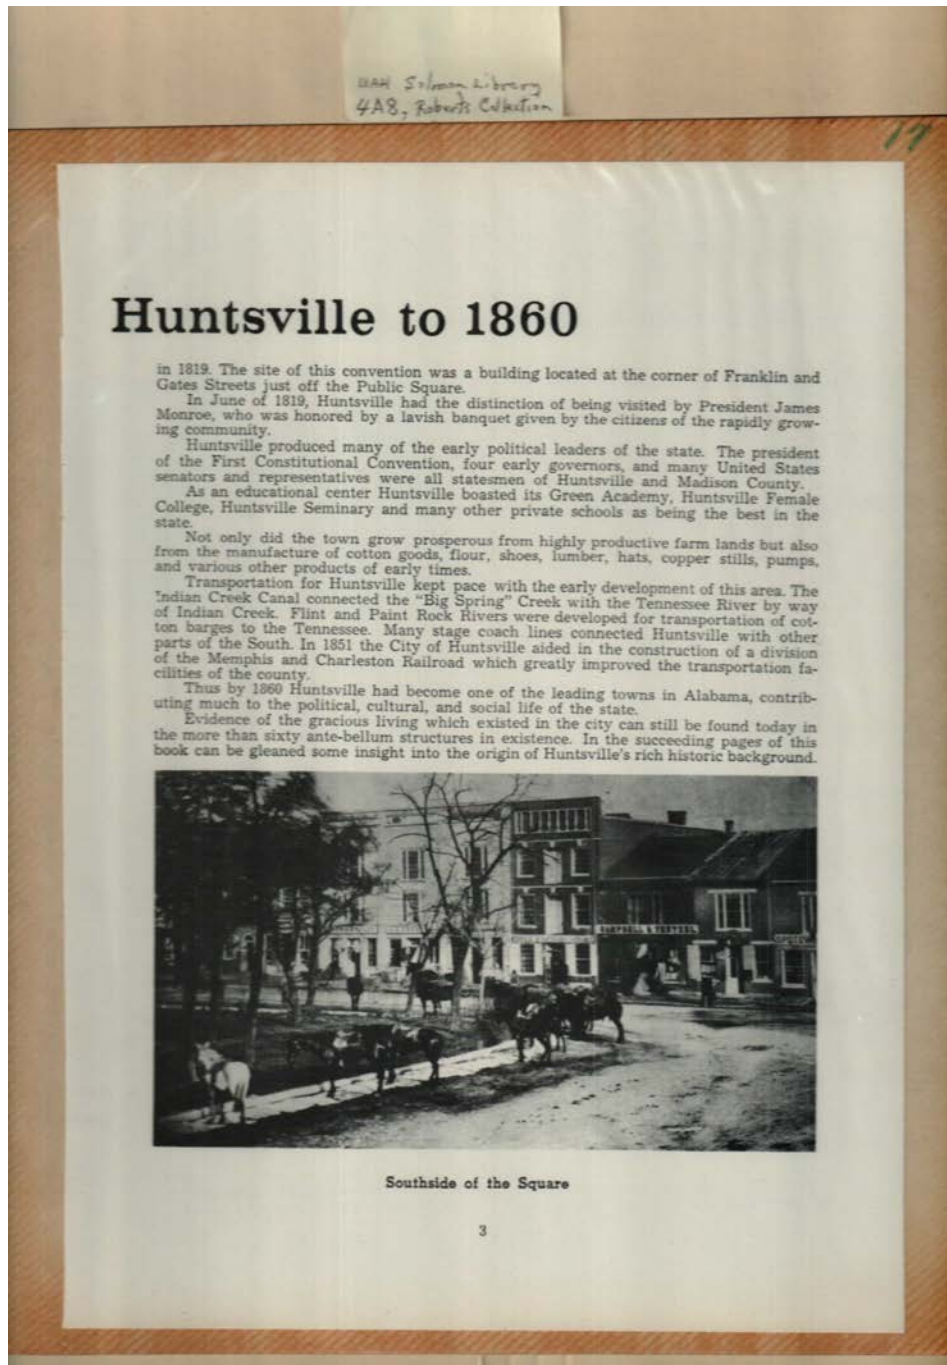 UAH Salmon Library
4A8, Roberts Collection
17
Huntsville to 1860
in 1819. The site of this convention was a building located at the corner of Franklin and
Gates Streets just off the Public Square.
In June of 1819, Huntsville had the distinction of being visited by President James
Monroe, who was honored by a lavish banquet given by the citizens of the rapidly grow-
ing community.
Huntsville produced many of the early political leaders of the state. The president
of the First Constitutional Convention, four early governors, and many United States
senators and representatives were all statesmen of Huntsville and Madison County.
As an educational center Huntsville boasted its Green Academy, Huntsville Female
College, Huntsville Seminary and many other private schools as being the best in the
state.
Not only did the town grow prosperous from highly productive farm lands but also
from the manufacture of cotton goods, flour, shoes, lumber, hats, copper stills, pumps,
and various other products of early times.
Transportation for Huntsville kept pace with the early development of this area. The
Indian Creek Canal connected the "Big Spring" Creek with the Tennessee River by way
of Indian Creek. Flint and Paint Rock Rivers were developed for transportation of cot-
ton barges to the Tennessee. Many stage coach lines connected Huntsville with other
parts of the South. In 1851 the City of Huntsville aided in the construction of a division
of the Memphis and Charleston Railroad which greatly improved the transportation fa-
cilities of the county.
Thus by 1860 Huntsville had become one of the leading towns in Alabama, contrib-
uting much to the political, cultural, and social life of the state.
Evidence of the gracious living which existed in the city can still be found today in
the more than sixty ante-bellum structures in existence. In the succeeding pages of this
book can be gleaned some insight into the origin of Huntsville's rich historic background.
Southside of the Square
3